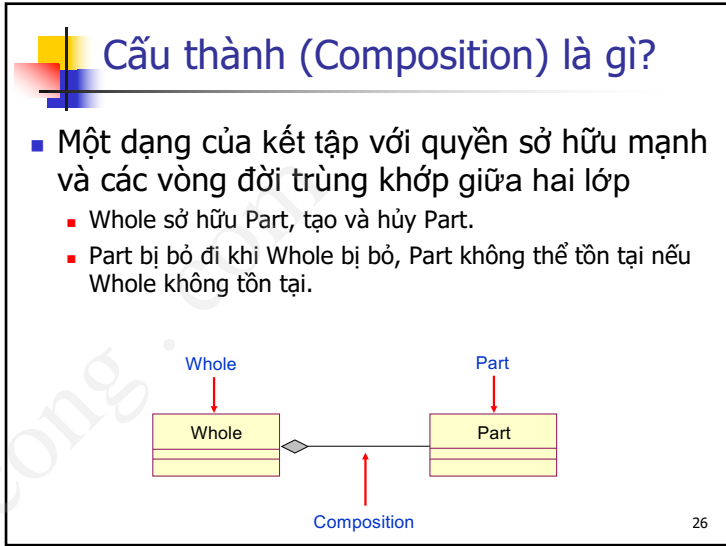 Cấu thành (Composition) là gì?
Một dạng của kết tập với quyền sở hữu mạnh
và các vòng đời trùng khớp giữa hai lớp
Whole sở hữu Part, tạo và hủy Part.
Part bị bỏ đi khi Whole bị bỏ, Part không thể tồn tại nếu
Whole không tồn tại.
Whole
Part
Whole
Part
Composition
26
cong . com